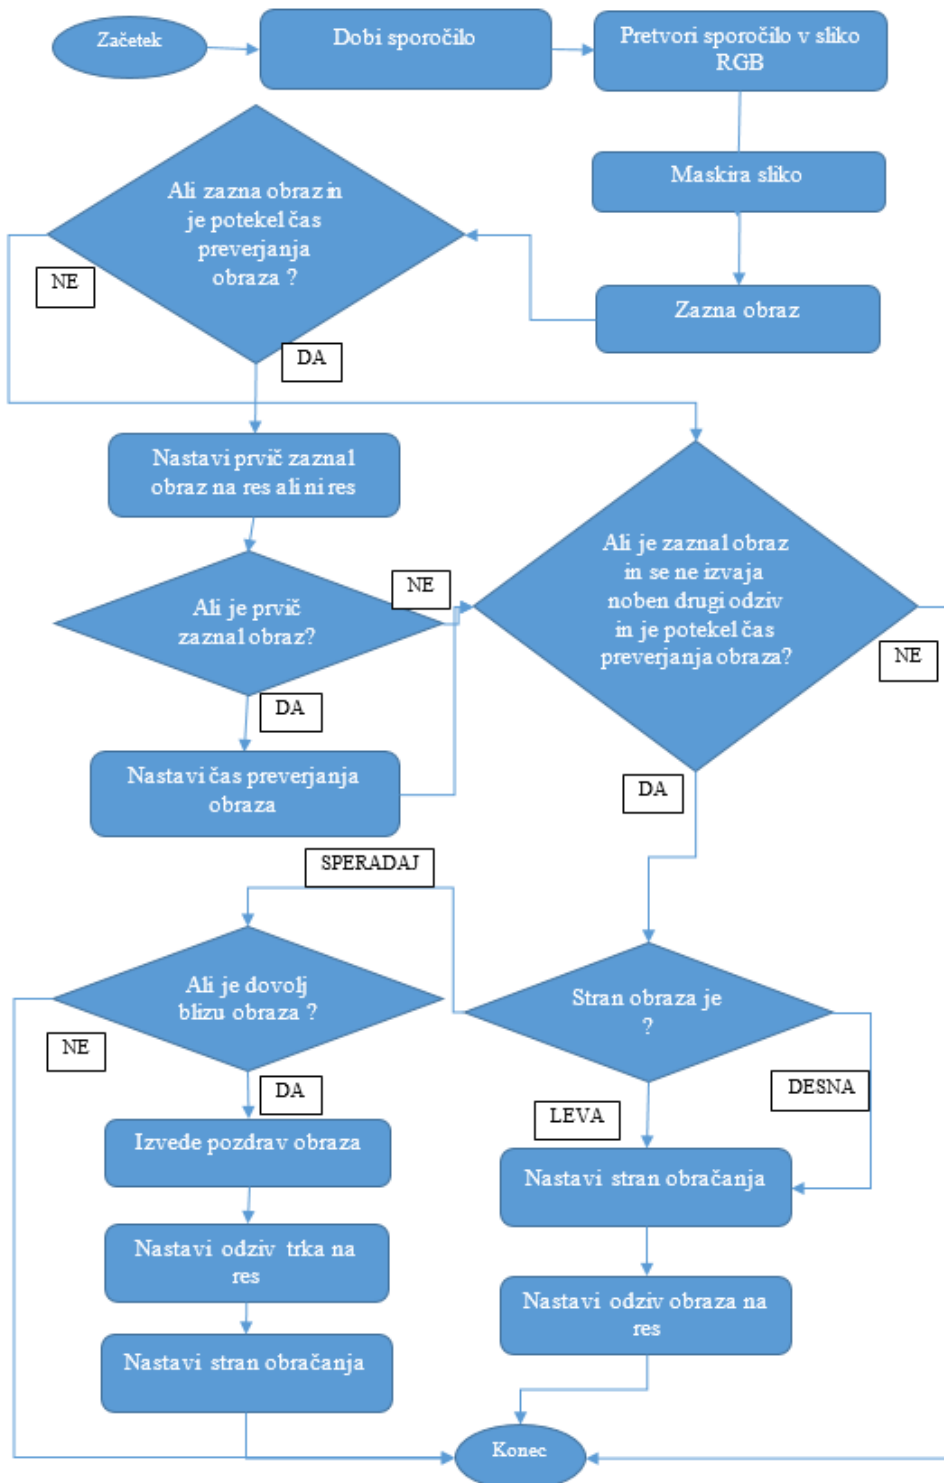 Začetek
Dobi sporočilo
Pretvori sporočilo v sliko
RGB
Maskira sliko
Zazna obraz
Ali zazna obraz in
je potekel čas
preverjanja
obraza ?
NE
DA
Nastavi prvič zaznal
obraz na res ali ni res
Ali je prvič
zaznal obraz?
NE
DA
Nastavi čas preverjanja
obraza
Ali je zaznal obraz
in se ne izvaja
noben drugi odziv
in je potekel čas
preverjanja obraza?
NE
DA
SPERADAJ
Stran obraza je
?
DESNA
LEVA
Ali je dovolj
blizu obraza ?
NE
DA
Izvede pozdrav obraza
Nastavi odziv trka na
res
Nastavi stran obračanja
Nastavi stran obračanja
Nastavi odziv obraza na
res
Konec